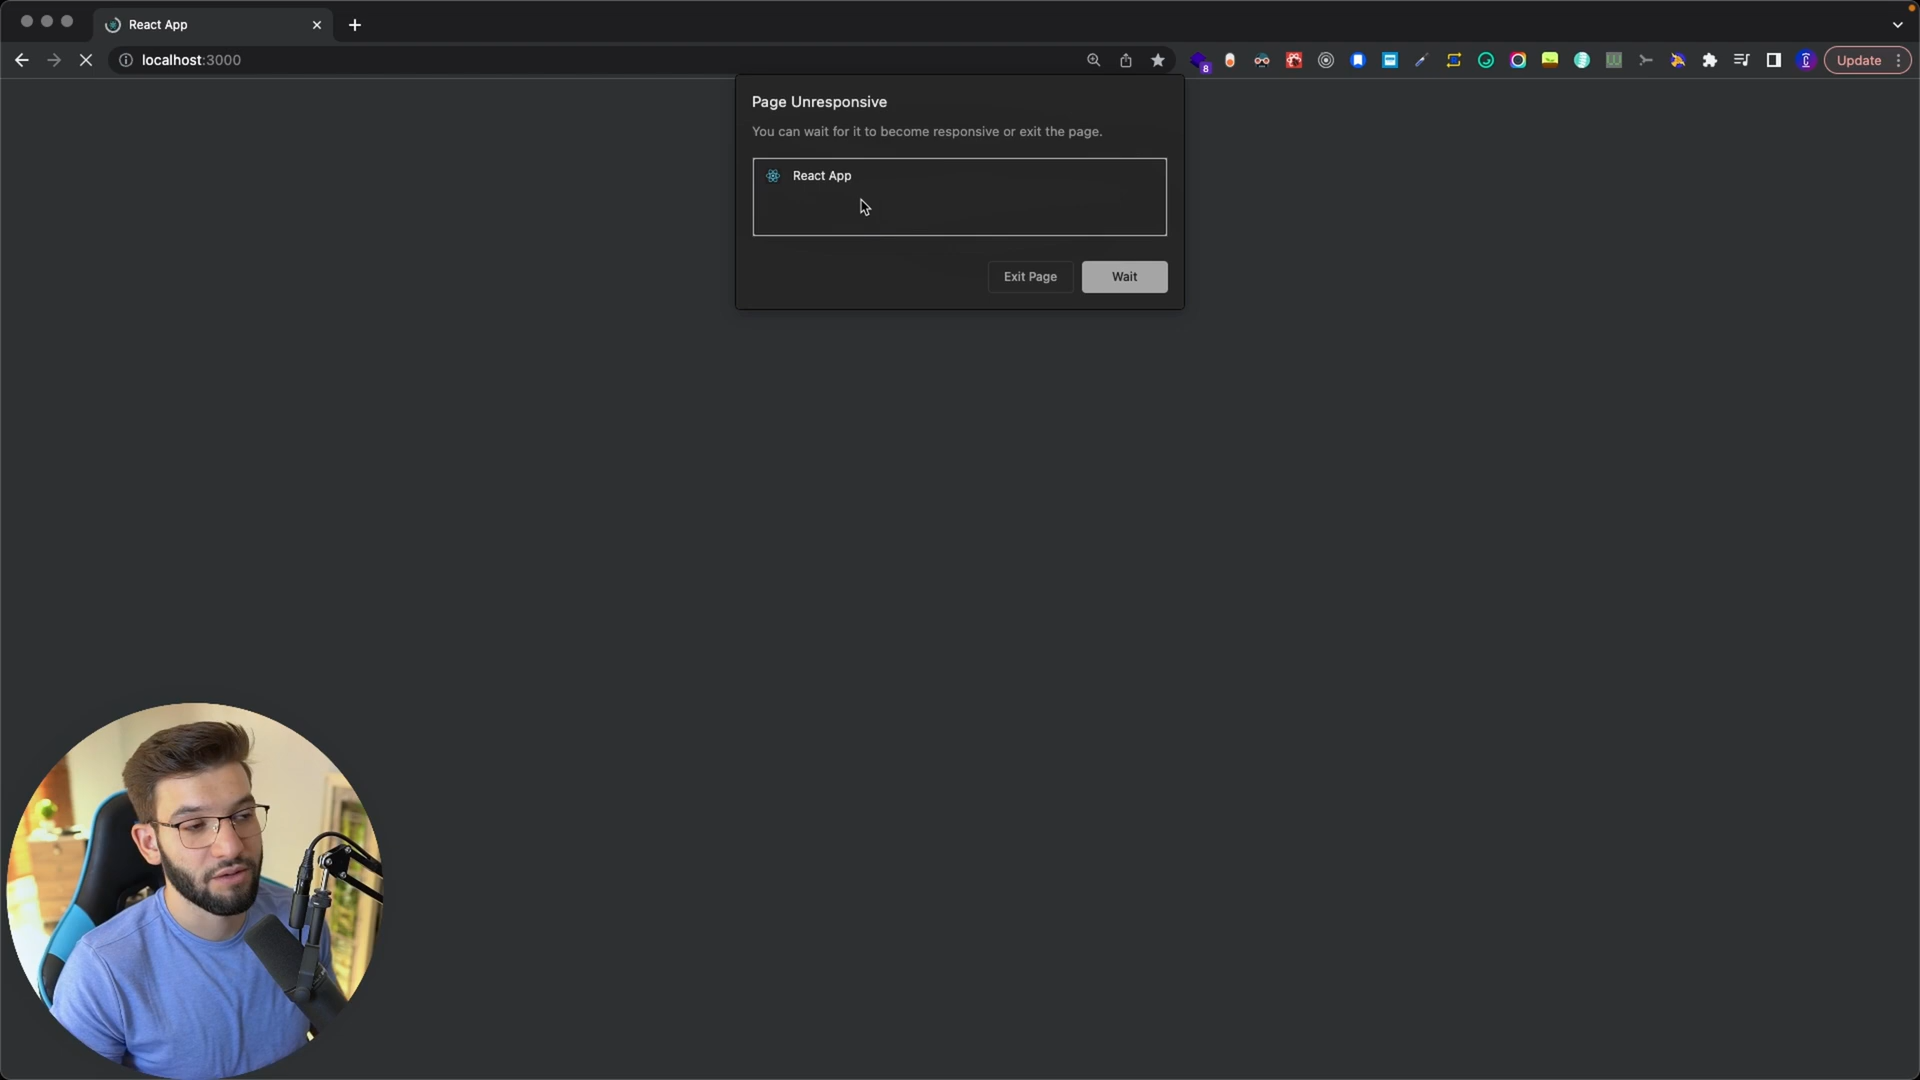 React App
localhost:3000
8
Update
Page Unresponsive
You can wait for it to become responsive or exit the page.
React App
Exit Page
Wait